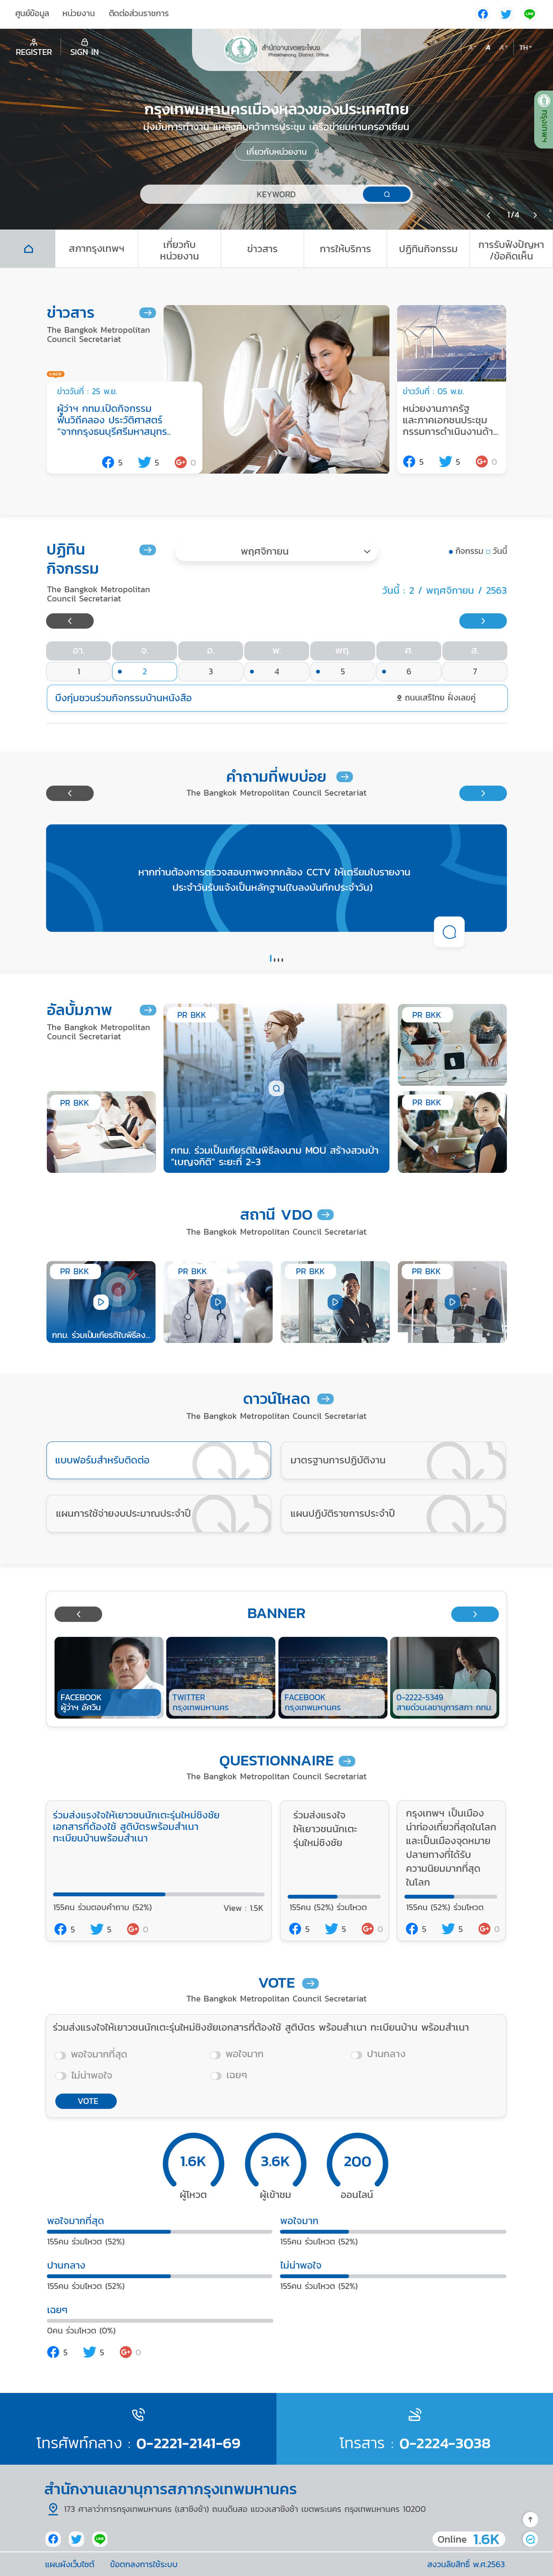 ศูนย์ข้อมูล หน่วยงาน ติดต่อส่วนราชการ
REGISTER SIGN IN
สำนักงานเขตพระโขนง
Phrakhanong District Office
A A A+ TH
กรุงเทพฯ
กรุงเทพมหานครเมืองหลวงของประเทศไทย
มุ่งมั่นการทำงาน แหล่งค้นคว้าการประชุม เครือข่ายมหานครอาเซียน
เกี่ยวกับหน่วยงาน
KEYWORD
1/4
สภากรุงเทพฯ
เกี่ยวกับ
หน่วยงาน
ข่าวสาร
การให้บริการ
ปฏิทินกิจกรรม
การรับฟังปัญหา
/ข้อคิดเห็น
ข่าวสาร
The Bangkok Metropolitan
Council Secretariat
ข่าววันที่ : 25 พ.ย.
ผู้ว่าฯ กทม.เปิดกิจกรรม
ฟื้นวิถีคลอง ประวัติศาสตร์
“จากกรุงธนบุรีศรีมหาสมุทร..
5 5 0
ข่าววันที่ : 05 พ.ย.
หน่วยงานภาครัฐ
และภาคเอกชนประชุม
กรรมการดำเนินงานด้า...
5 5 0
ปฏิทิน
กิจกรรม
The Bangkok Metropolitan
Council Secretariat
พฤศจิกายน
กิจกรรม วันนี้
วันนี้ : 2 / พฤศจิกายน / 2563
อา. จ. อ. พ. พฤ. ศ. ส.
1 2 3 4 5 6 7
บึงกุ่มชวนร่วมกิจกรรมบ้านหนังสือ
ถนนเสรีไทย ฝั่งเลขคู่
คำถามที่พบบ่อย
The Bangkok Metropolitan Council Secretariat
หากท่านต้องการตรวจสอบภาพจากกล้อง CCTV ให้เตรียมใบรายงาน
ประจำวันรับแจ้งเป็นหลักฐาน(ใบลงบันทึกประจำวัน)
อัลบั้มภาพ
The Bangkok Metropolitan
Council Secretariat
PR BKK
PR BKK
กทม. ร่วมเป็นเกียรติในพิธีลงนาม MOU สร้างสวนป่า
“เบญจกิติ” ระยะที่ 2-3
PR BKK
PR BKK
สถานี VDO
The Bangkok Metropolitan Council Secretariat
PR BKK PR BKK PR BKK PR BKK
กทม. ร่วมเป็นเกียรติในพิธีลง...
ดาวน์โหลด
The Bangkok Metropolitan Council Secretariat
แบบฟอร์มสำหรับติดต่อ
มาตรฐานการปฏิบัติงาน
แผนการใช้จ่ายงบประมาณประจำปี
แผนปฏิบัติราชการประจำปี
BANNER
FACEBOOK
ผู้ว่าฯ อัศวิน
TWITTER
กรุงเทพมหานคร
FACEBOOK
กรุงเทพมหานคร
0-2222-5349
สายด่วนเลขานุการสภา กทม.
QUESTIONNAIRE
The Bangkok Metropolitan Council Secretariat
ร่วมส่งแรงใจให้เยาวชนนักเตะรุ่นใหม่ชิงชัย
เอกสารที่ต้องใช้ สูติบัตรพร้อมสำเนา
ทะเบียนบ้านพร้อมสำเนา
155คน ร่วมตอบคำถาม (52%)
View : 1.5K
5 5 0
ร่วมส่งแรงใจ
ให้เยาวชนนักเตะ
รุ่นใหม่ชิงชัย
155คน (52%) ร่วมโหวต
5 5 0
กรุงเทพฯ เป็นเมือง
น่าท่องเที่ยวที่สุดในโลก
และเป็นเมืองจุดหมาย
ปลายทางที่ได้รับ
ความนิยมมากที่สุด
ในโลก
155คน (52%) ร่วมโหวต
5 5 0
VOTE
The Bangkok Metropolitan Council Secretariat
ร่วมส่งแรงใจให้เยาวชนนักเตะรุ่นใหม่ชิงชัยเอกสารที่ต้องใช้ สูติบัตร พร้อมสำเนา ทะเบียนบ้าน พร้อมสำเนา
พอใจมากที่สุด พอใจมาก ปานกลาง
ไม่น่าพอใจ เฉยๆ
VOTE
1.6K 3.6K 200
ผู้โหวต ผู้เข้าชม ออนไลน์
พอใจมากที่สุด
155คน ร่วมโหวต (52%)
พอใจมาก
155คน ร่วมโหวต (52%)
ปานกลาง
155คน ร่วมโหวต (52%)
ไม่น่าพอใจ
155คน ร่วมโหวต (52%)
เฉยๆ
0คน ร่วมโหวต (0%)
5 5 0
โทรศัพท์กลาง : 0-2221-2141-69
โทรสาร : 0-2224-3038
สำนักงานเลขานุการสภากรุงเทพมหานคร
173 ศาลาว่าการกรุงเทพมหานคร (เสาชิงช้า) ถนนดินสอ แขวงเสาชิงช้า เขตพระนคร กรุงเทพมหานคร 10200
Online 1.6K
แผนผังเว็บไซต์ ข้อตกลงการใช้ระบบ
สงวนลิขสิทธิ์ พ.ศ.2563